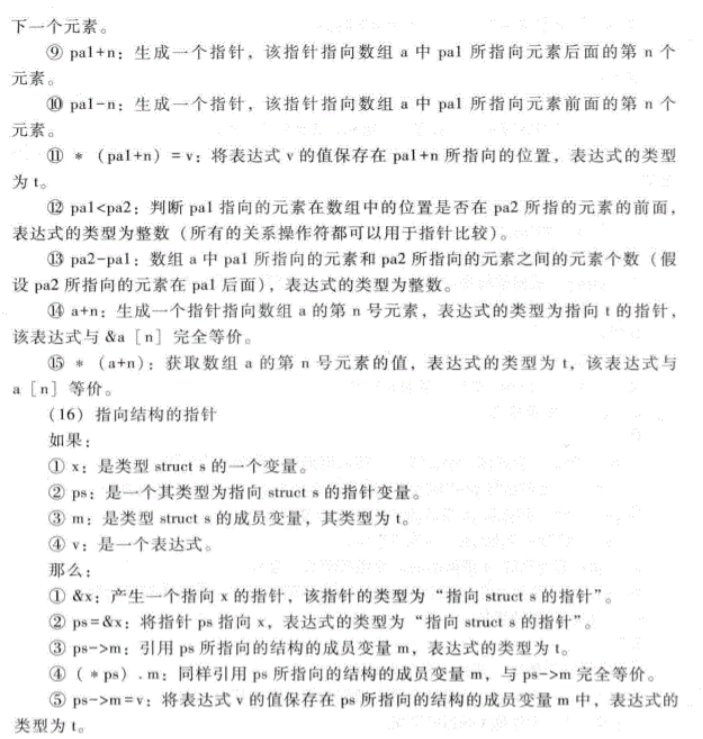 下一个元素。
⑨ pa1+n：生成一个指针，该指针指向数组 a 中 pa1 所指向元素后面的第 n 个
元素。
⑩ pa1-n：生成一个指针，该指针指向数组 a 中 pa1 所指向元素前面的第 n 个
元素。
⑪ *（pa1+n）= v：将表达式 v 的值保存在 pa1+n 所指向的位置，表达式的类型
为 t。
⑫ pa1<pa2：判断 pa1 指向的元素在数组中的位置是否在 pa2 所指的元素的前面，
表达式的类型为整数（所有的关系操作符都可以用于指针比较）。
⑬ pa2-pa1：数组 a 中 pa1 所指向的元素和 pa2 所指向的元素之间的元素个数（假
设 pa2 所指向的元素在 pa1 后面），表达式的类型为整数。
⑭ a+n：生成一个指针指向数组 a 的第 n 号元素，表达式的类型为指向 t 的指针，
该表达式与 &a［n］完全等价。
⑮ *（a+n）：获取数组 a 的第 n 号元素的值，表达式的类型为 t，该表达式与
a［n］等价。
（16）指向结构的指针
如果：
① x：是类型 struct s 的一个变量。
② ps：是一个其类型为指向 struct s 的指针变量。
③ m：是类型 struct s 的成员变量，其类型为 t。
④ v：是一个表达式。
那么：
① &x：产生一个指向 x 的指针，该指针的类型为“指向 struct s 的指针”。
② ps=&x：将指针 ps 指向 x，表达式的类型为“指向 struct s 的指针”。
③ ps->m：引用 ps 所指向的结构的成员变量 m，表达式的类型为 t。
④（*ps）.m：同样引用 ps 所指向的结构的成员变量 m，与 ps->m 完全等价。
⑤ ps->m=v：将表达式 v 的值保存在 ps 所指向的结构的成员变量 m 中，表达式的
类型为 t。